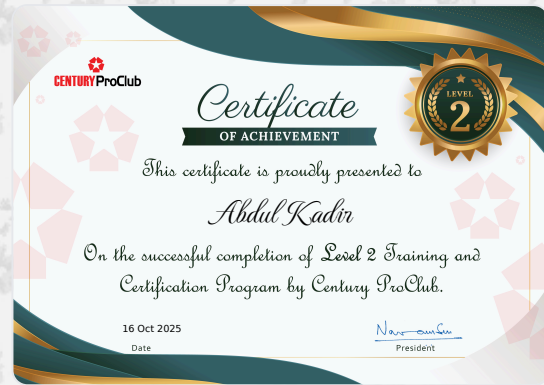 CENTURY ProClub
Certificate
OF ACHIEVEMENT
LEVEL
2
This certificate is proudly presented to
Abdul Kadir
On the successful completion of Level 2 Training and
Certification Program by Century ProClub.
16 Oct 2025
Date
President